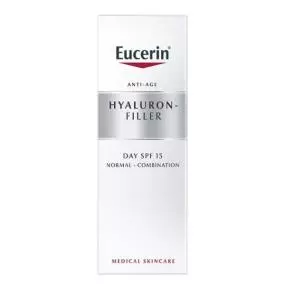 Eucerin®
ANTI-AGE
HYALURON-
FILLER
DAY SPF 15
NORMAL - COMBINATION
MEDICAL SKINCARE